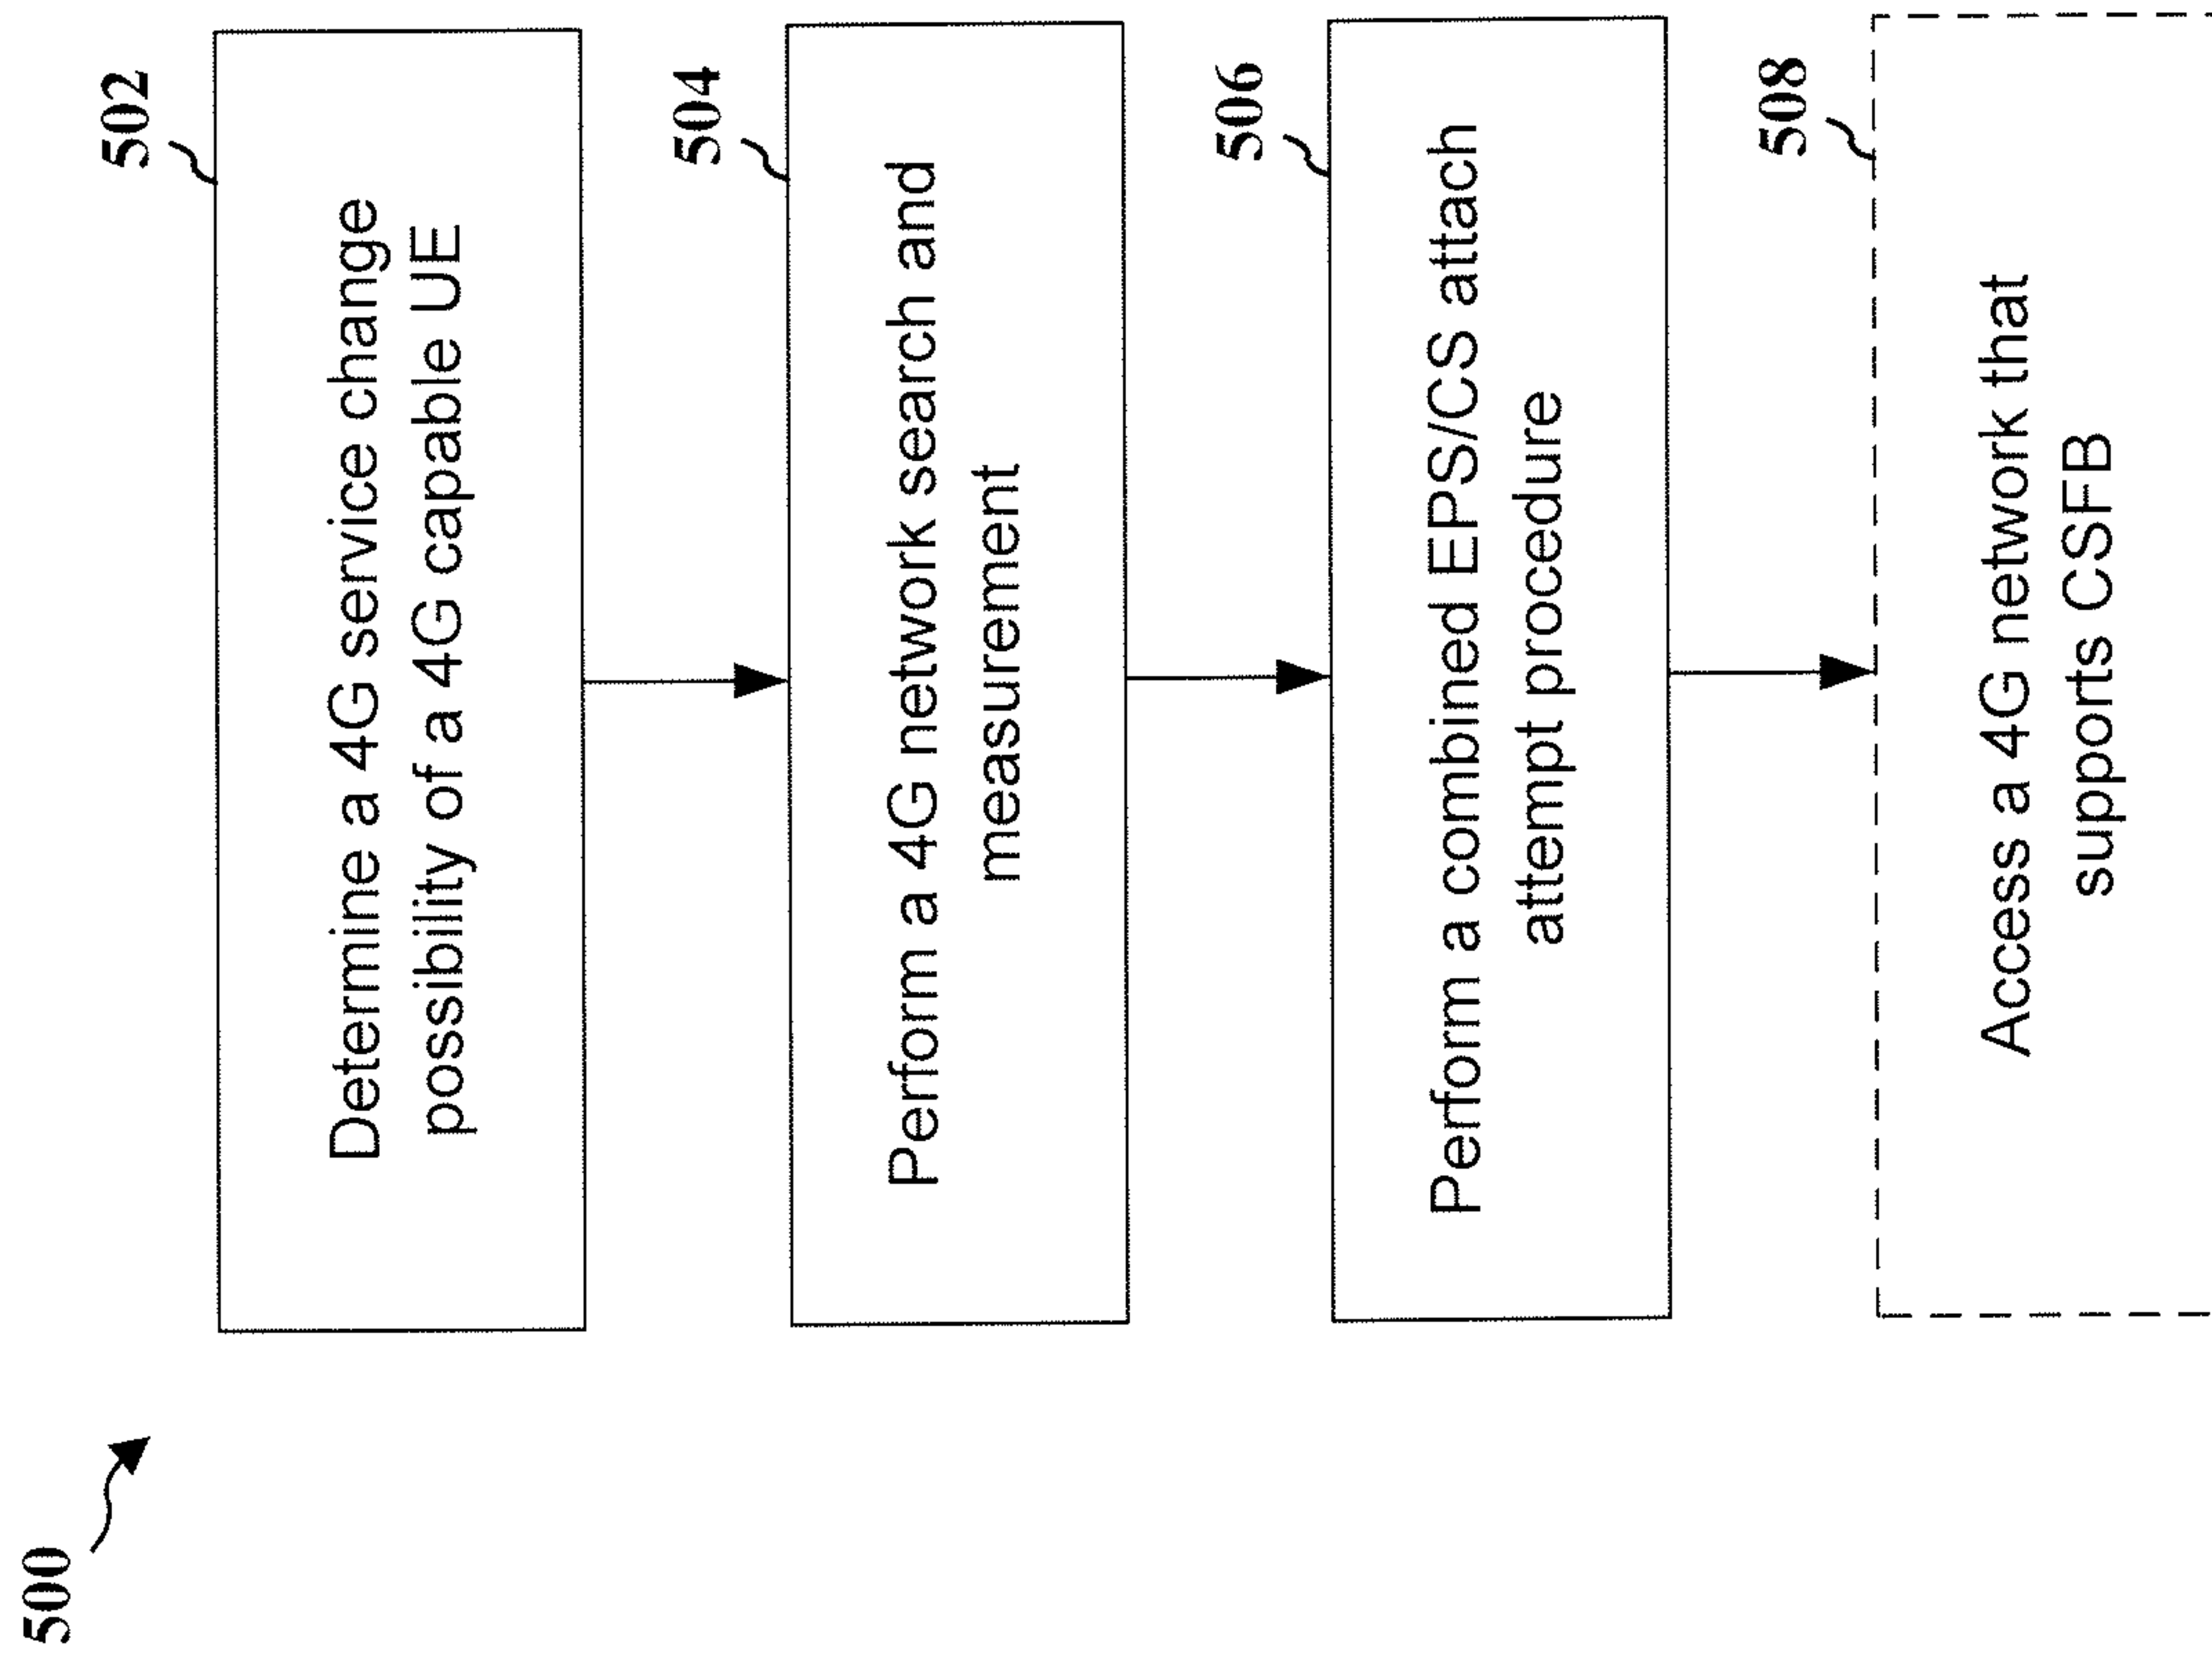 500
502
Determine a 4G service change
possibility of a 4G capable UE
504
Perform a 4G network search and
measurement
506
Perform a combined EPS/CS attach
attempt procedure
508
Access a 4G network that
supports CSFB